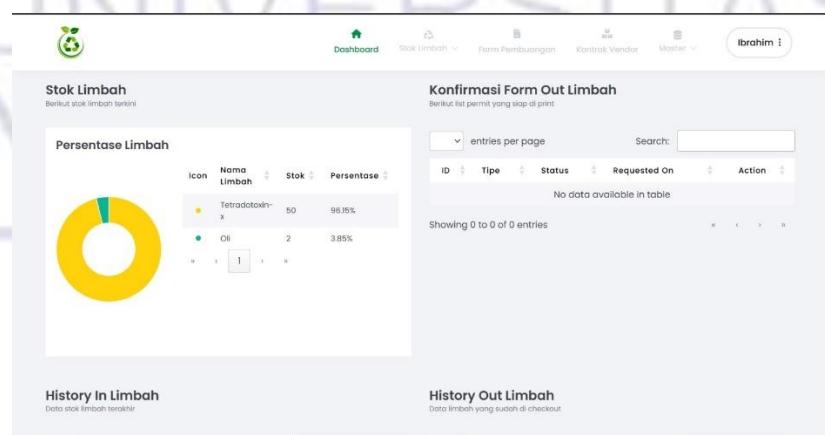 Dashboard
Stok Limbah
Form Pembuangan
Kontrak Vendor
Master
Ibrahim
Stok Limbah
Berikut stok limbah terkini
Persentase Limbah
Icon Nama Limbah Stok Persentase
Tetradotoxin-x 50 96.15%
Oli 2 3.85%
« ‹ 1 › »
Konfirmasi Form Out Limbah
Berikut list permit yang siap di print
entries per page
Search:
ID Tipe Status Requested On Action
No data available in table
Showing 0 to 0 of 0 entries
« ‹ › »
History In Limbah
Data stok limbah terakhir
History Out Limbah
Data limbah yang sudah di checkout